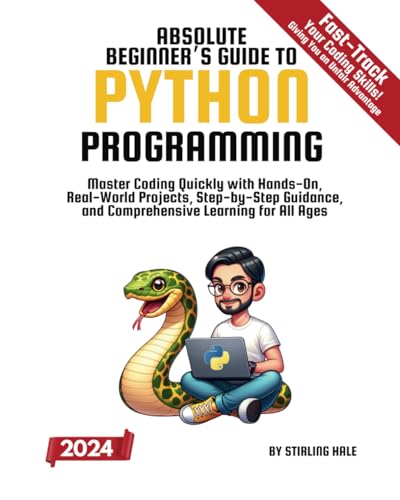 ABSOLUTE
BEGINNER'S GUIDE TO
PYTHON
PROGRAMMING
Fast-Track
Your Coding Skills!
Giving You an Unfair Advantage
Master Coding Quickly with Hands-On,
Real-World Projects, Step-by-Step Guidance,
and Comprehensive Learning for All Ages
2024
BY STIRLING HALE